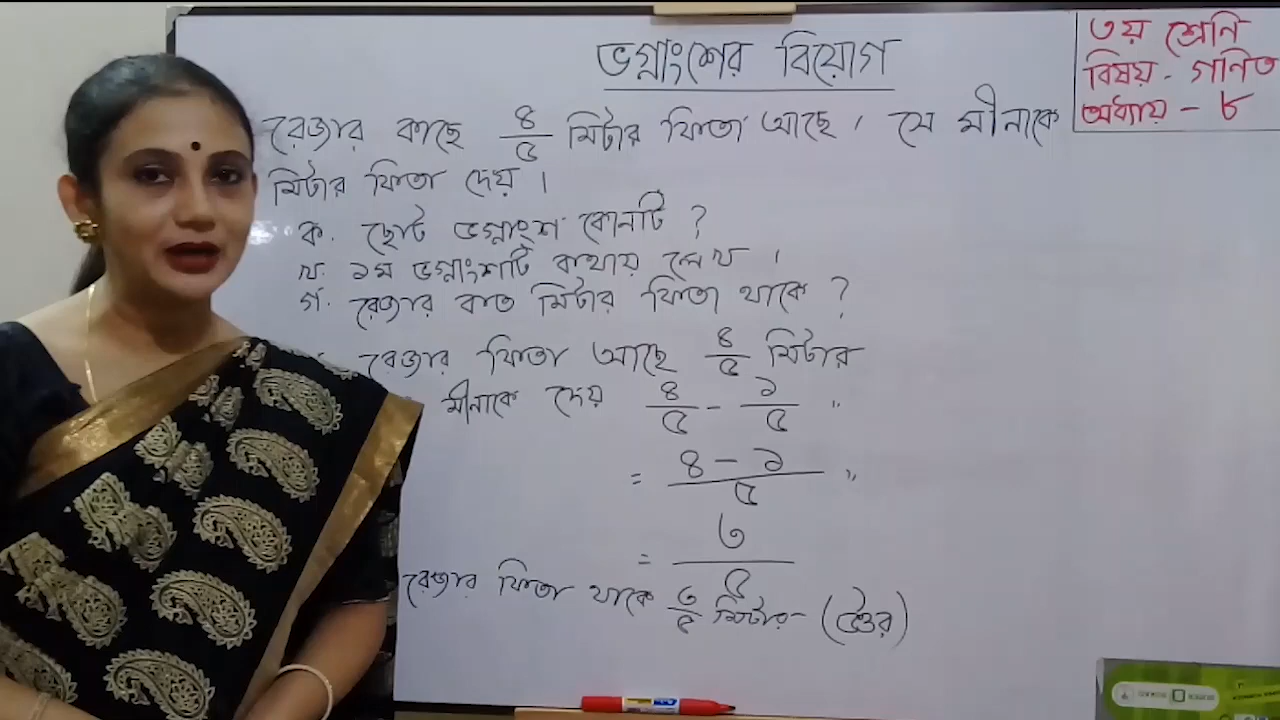 ভগ্নাংশের বিয়োগ
৩য় শ্রেনি
বিষয় - গনিত
অধ্যায় - ৮
রেজার কাছে ৪/৫ মিটার ফিতা আছে। সে মীনাকে
মিটার ফিতা দেয়।
ক. ছোট ভগ্নাংশ কোনটি?
খ. ১ম ভগ্নাংশটি কথায় লেখ।
গ. রেজার কত মিটার ফিতা থাকে?
রেজার ফিতা আছে ৪/৫ মিটার
মীনাকে দেয় ৪/৫ - ১/৫ "
= ৪ - ১/৫ "
= ৩/৫
রেজার ফিতা থাকে ৩/৫ মিটার - (উত্তর)